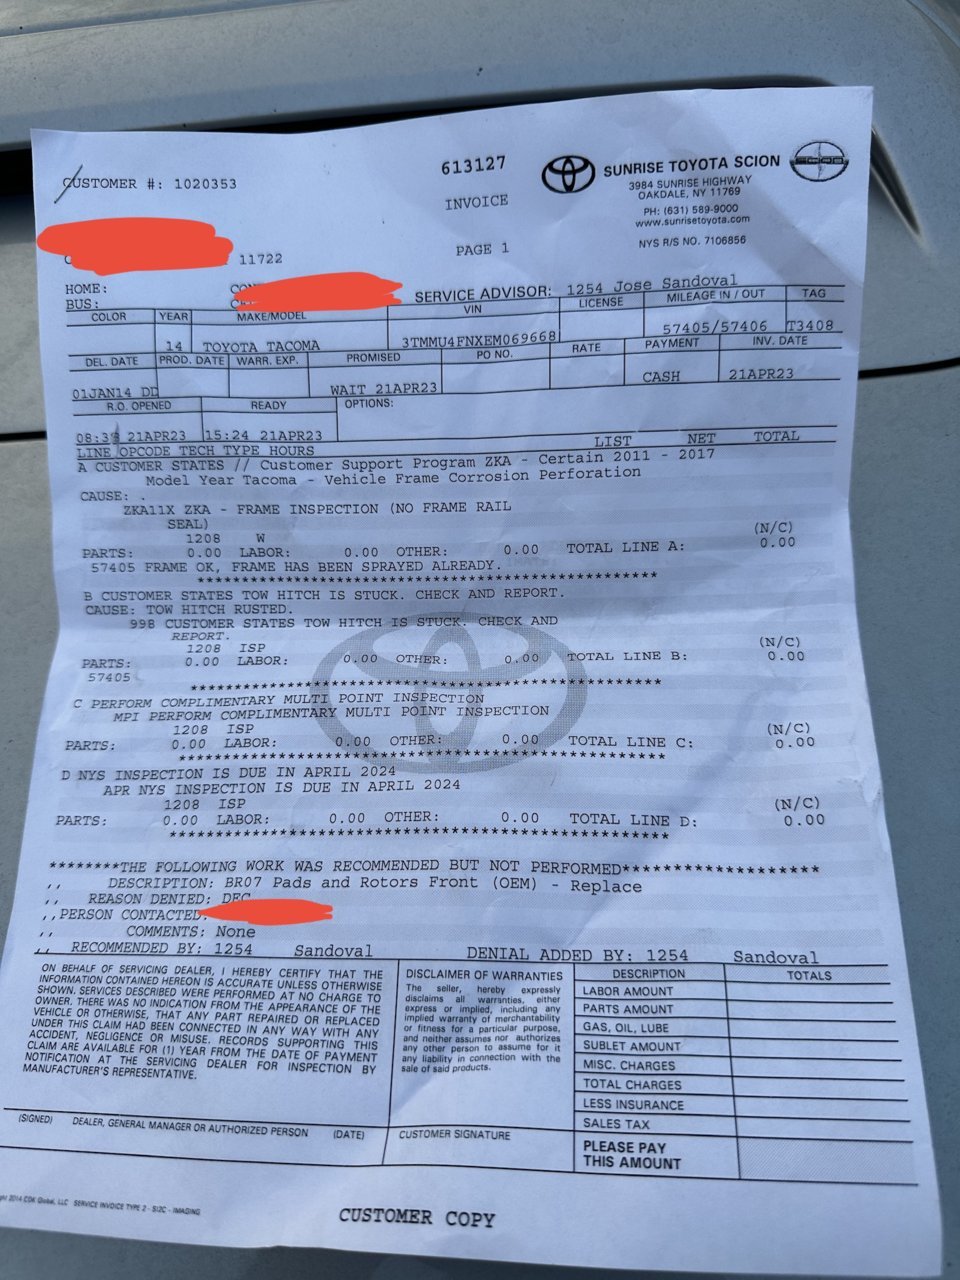 613127
INVOICE
PAGE 1
SUNRISE TOYOTA SCION
SCION
3984 SUNRISE HIGHWAY
OAKDALE, NY 11769
PH: (631) 589-9000
www.sunrisetoyota.com
NYS R/S NO. 7106856
CUSTOMER #: 1020353
11722
HOME:
BUS:
SERVICE ADVISOR: 1254 Jose Sandoval
COLOR YEAR MAKE/MODEL VIN LICENSE MILEAGE IN / OUT TAG
14 TOYOTA TACOMA 3TMMU4FNXEM069668 57405/57406 T3408
DEL. DATE PROD. DATE WARR. EXP. PROMISED PO NO. RATE PAYMENT INV. DATE
01JAN14 DD WAIT 21APR23 CASH 21APR23
R.O. OPENED READY OPTIONS:
21APR23 15:24 21APR23
LINE OPCODE TECH TYPE HOURS LIST NET TOTAL
A CUSTOMER STATES // Customer Support Program ZKA - Certain 2011 - 2017
Model Year Tacoma - Vehicle Frame Corrosion Perforation
CAUSE: .
ZKA11X ZKA - FRAME INSPECTION (NO FRAME RAIL
SEAL)
1208 W (N/C)
PARTS: 0.00 LABOR: 0.00 OTHER: 0.00 TOTAL LINE A: 0.00
57405 FRAME OK, FRAME HAS BEEN SPRAYED ALREADY.
******************************************************
B CUSTOMER STATES TOW HITCH IS STUCK. CHECK AND REPORT.
CAUSE: TOW HITCH RUSTED.
998 CUSTOMER STATES TOW HITCH IS STUCK. CHECK AND
REPORT.
1208 ISP (N/C)
PARTS: 0.00 LABOR: 0.00 OTHER: 0.00 TOTAL LINE B: 0.00
57405
******************************************************
C PERFORM COMPLIMENTARY MULTI POINT INSPECTION
MPI PERFORM COMPLIMENTARY MULTI POINT INSPECTION
1208 ISP (N/C)
PARTS: 0.00 LABOR: 0.00 OTHER: 0.00 TOTAL LINE C: 0.00
******************************************************
D NYS INSPECTION IS DUE IN APRIL 2024
APR NYS INSPECTION IS DUE IN APRIL 2024
1208 ISP (N/C)
PARTS: 0.00 LABOR: 0.00 OTHER: 0.00 TOTAL LINE D: 0.00
******************************************************
********THE FOLLOWING WORK WAS RECOMMENDED BUT NOT PERFORMED**********************
,, DESCRIPTION: BR07 Pads and Rotors Front (OEM) - Replace
,, REASON DENIED: DEC
,,PERSON CONTACTED:
,, COMMENTS: None
,, RECOMMENDED BY: 1254 Sandoval DENIAL ADDED BY: 1254 Sandoval
ON BEHALF OF SERVICING DEALER, I HEREBY CERTIFY THAT THE
INFORMATION CONTAINED HEREON IS ACCURATE UNLESS OTHERWISE
SHOWN. SERVICES DESCRIBED WERE PERFORMED AT NO CHARGE TO
OWNER. THERE WAS NO INDICATION FROM THE APPEARANCE OF THE
VEHICLE OR OTHERWISE, THAT ANY PART REPAIRED OR REPLACED
UNDER THIS CLAIM HAD BEEN CONNECTED IN ANY WAY WITH ANY
ACCIDENT, NEGLIGENCE OR MISUSE. RECORDS SUPPORTING THIS
CLAIM ARE AVAILABLE FOR (1) YEAR FROM THE DATE OF PAYMENT
NOTIFICATION AT THE SERVICING DEALER FOR INSPECTION BY
MANUFACTURER'S REPRESENTATIVE.
(SIGNED) DEALER, GENERAL MANAGER OR AUTHORIZED PERSON (DATE)
DISCLAIMER OF WARRANTIES
The seller, hereby expressly
disclaims all warranties, either
express or implied, including any
implied warranty of merchantability
or fitness for a particular purpose,
and neither assumes nor authorizes
any other person to assume for it
any liability in connection with the
sale of said products.
CUSTOMER SIGNATURE
DESCRIPTION TOTALS
LABOR AMOUNT
PARTS AMOUNT
GAS, OIL, LUBE
SUBLET AMOUNT
MISC. CHARGES
TOTAL CHARGES
LESS INSURANCE
SALES TAX
PLEASE PAY
THIS AMOUNT
2014 CDK Global, LLC SERVICE INVOICE TYPE 2 - SI2C - IMAGING
CUSTOMER COPY